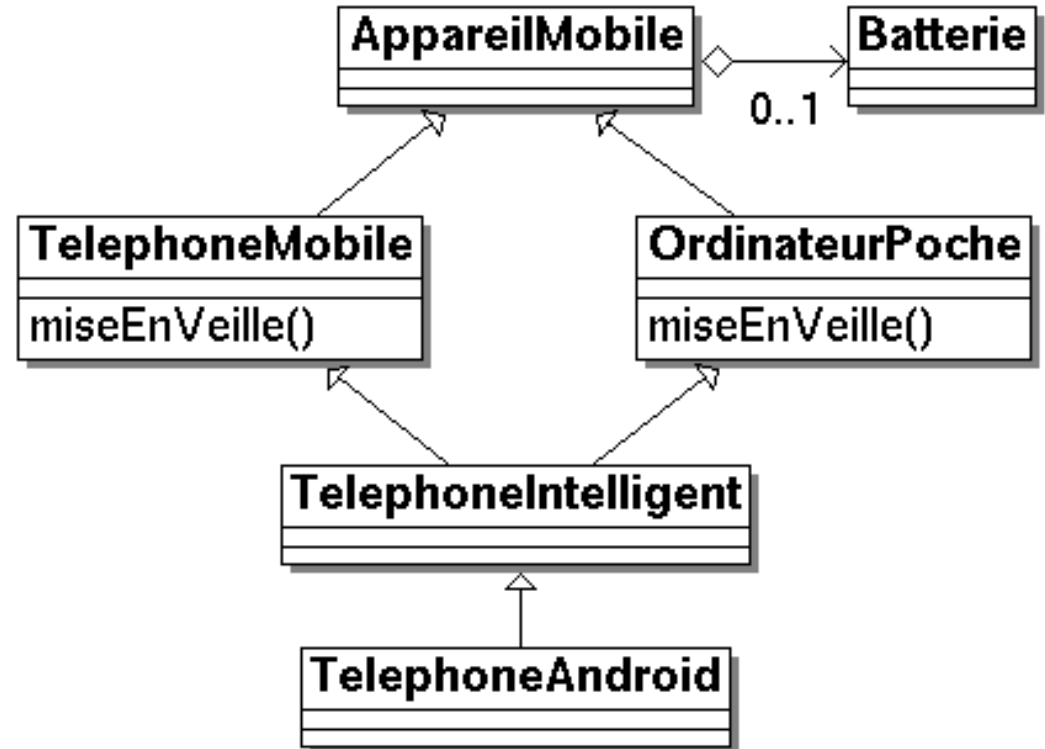 AppareilMobile
Batterie
0..1
TelephoneMobile
miseEnVeille()
OrdinateurPoche
miseEnVeille()
TelephoneIntelligent
TelephoneAndroid